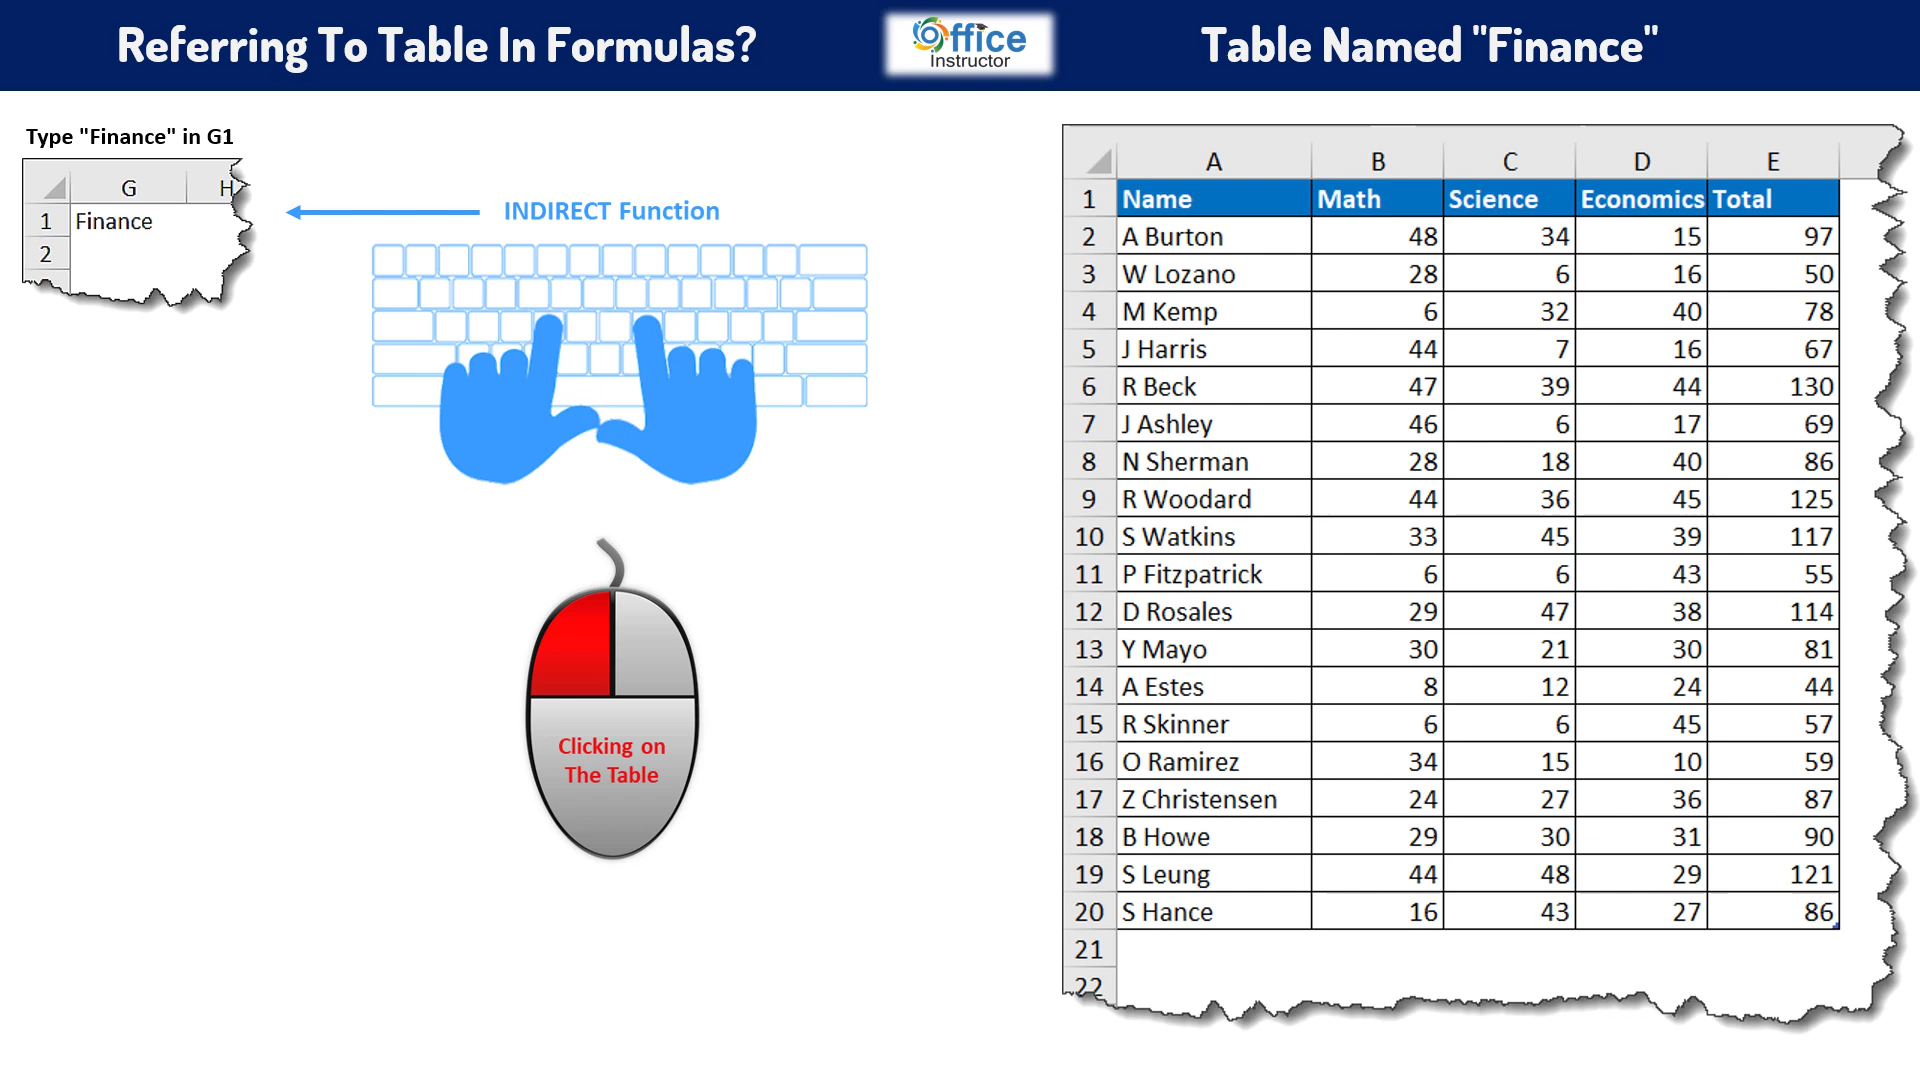 Referring To Table In Formulas?
Office
Instructor
Table Named "Finance"
Type "Finance" in G1
G H
1 Finance
2
INDIRECT Function
Clicking on
The Table
A B C D E
1 Name Math Science Economics Total
2 A Burton 48 34 15 97
3 W Lozano 28 6 16 50
4 M Kemp 6 32 40 78
5 J Harris 44 7 16 67
6 R Beck 47 39 44 130
7 J Ashley 46 6 17 69
8 N Sherman 28 18 40 86
9 R Woodard 44 36 45 125
10 S Watkins 33 45 39 117
11 P Fitzpatrick 6 6 43 55
12 D Rosales 29 47 38 114
13 Y Mayo 30 21 30 81
14 A Estes 8 12 24 44
15 R Skinner 6 6 45 57
16 O Ramirez 34 15 10 59
17 Z Christensen 24 27 36 87
18 B Howe 29 30 31 90
19 S Leung 44 48 29 121
20 S Hance 16 43 27 86
21
22